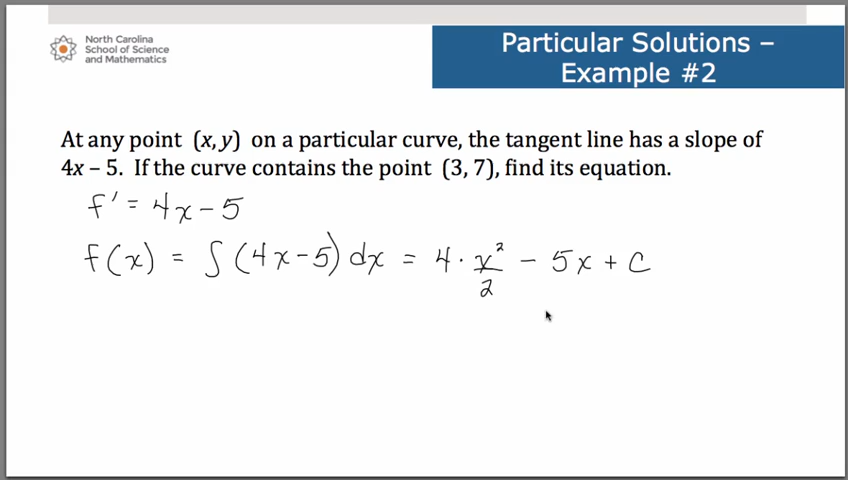 North Carolina
School of Science
and Mathematics
Particular Solutions –
Example #2
At any point (x, y) on a particular curve, the tangent line has a slope of
4x – 5. If the curve contains the point (3, 7), find its equation.
f' = 4x - 5
f(x) = ∫(4x-5) dx = 4 · x²/2 - 5x + C